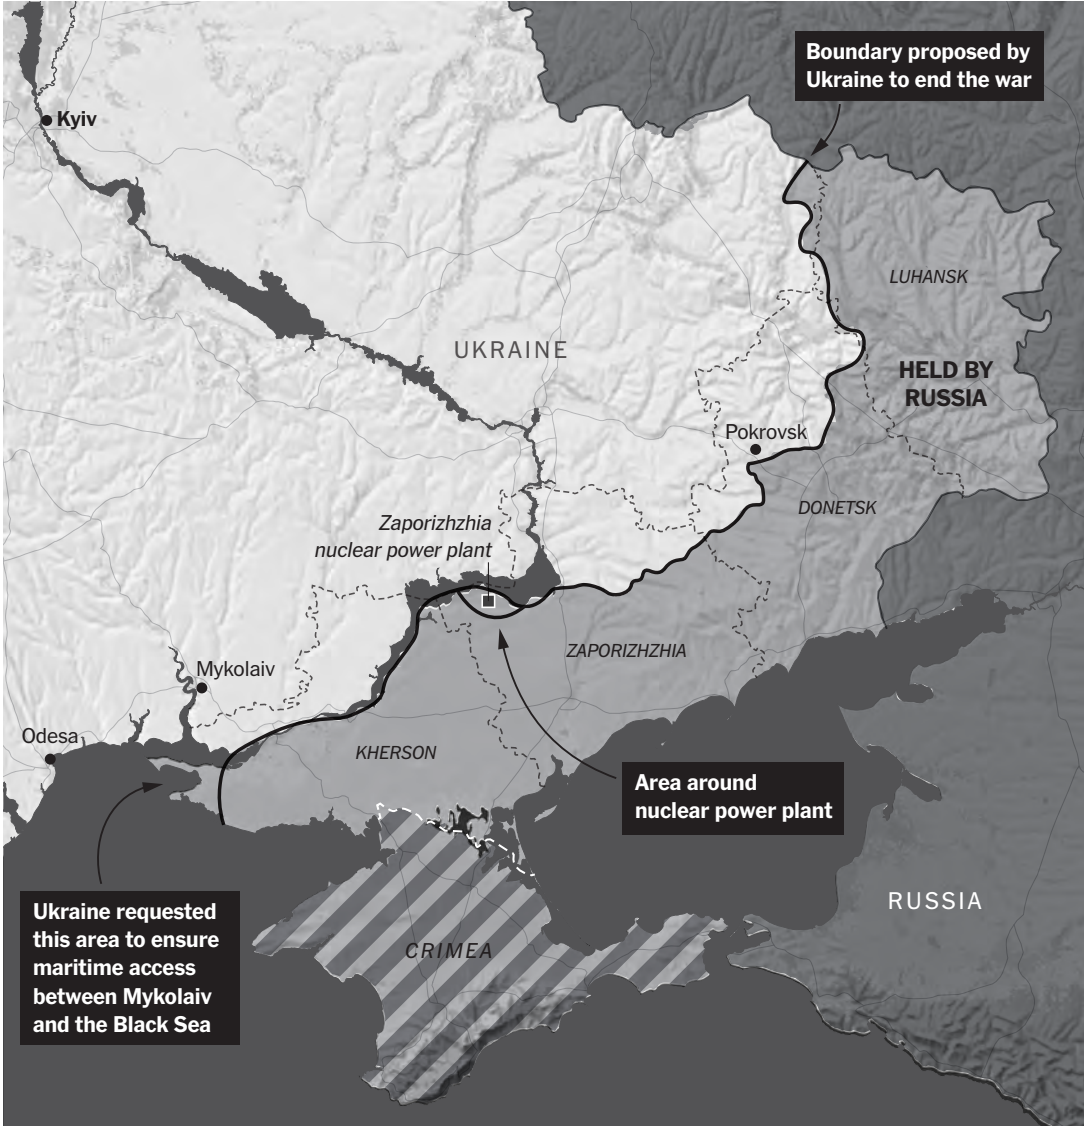 Boundary proposed by
Ukraine to end the war
Kyiv
LUHANSK
UKRAINE
HELD BY
RUSSIA
Pokrovsk
DONETSK
Zaporizhzhia
nuclear power plant
ZAPORIZHZHIA
Mykolaiv
Odesa
KHERSON
Area around
nuclear power plant
Ukraine requested
this area to ensure
maritime access
between Mykolaiv
and the Black Sea
RUSSIA
CRIMEA